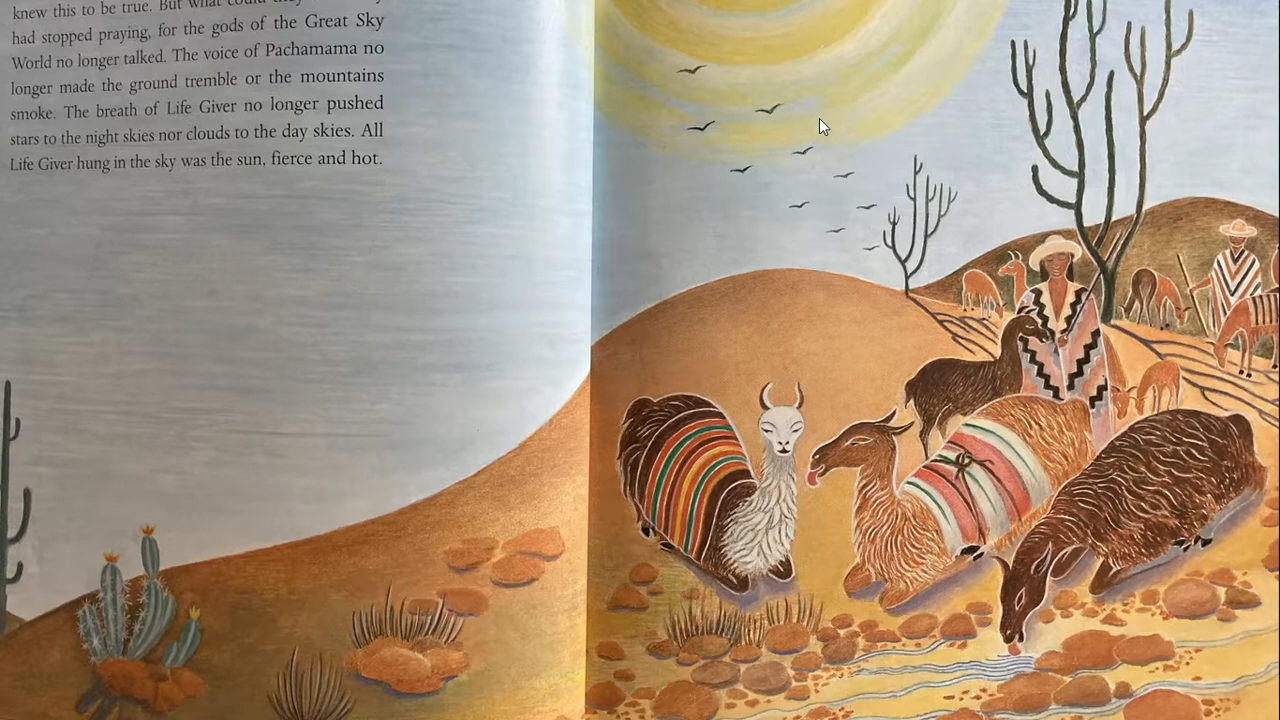 knew this to be true. But what could they
had stopped praying, for the gods of the Great Sky
World no longer talked. The voice of Pachamama no
longer made the ground tremble or the mountains
smoke. The breath of Life Giver no longer pushed
stars to the night skies nor clouds to the day skies. All
Life Giver hung in the sky was the sun, fierce and hot.